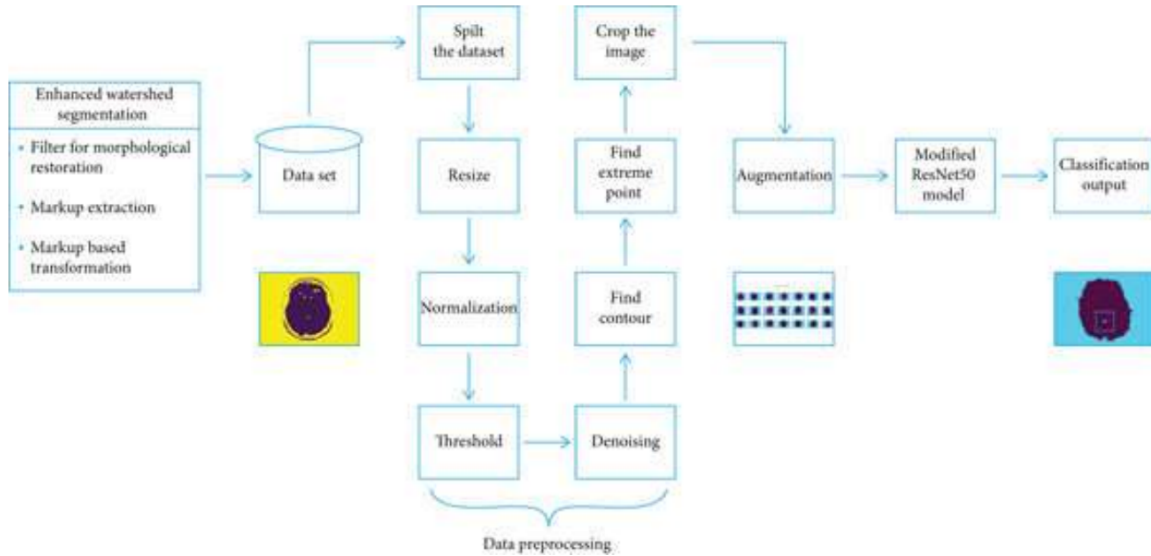 Enhanced watershed
segmentation
• Filter for morphological
restoration
• Markup extraction
• Markup based
transformation
Data set
Spilt
the dataset
Resize
Normalization
Threshold
Denoising
Find
contour
Find
extreme
point
Crop the
image
Augmentation
Modified
ResNet50
model
Classification
output
Data preprocessing